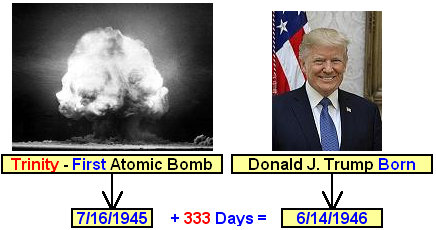 Trinity - First Atomic Bomb
Donald J. Trump Born
7/16/1945 + 333 Days = 6/14/1946